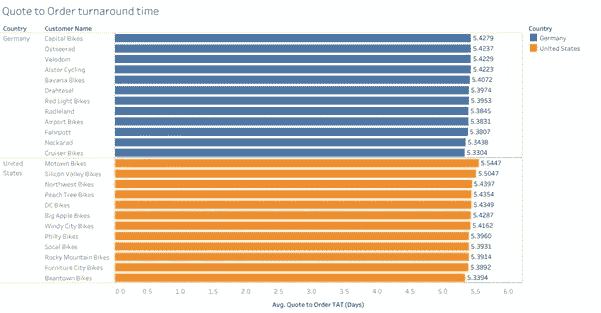 Quote to Order turnaround time
Country Customer Name
Germany Capital Bikes 5.4279
Ostseerad 5.4237
Velodom 5.4229
Alster Cycling 5.4223
Bavaria Bikes 5.4072
Drahtesel 5.3974
Red Light Bikes 5.3953
Radleland 5.3845
Airport Bikes 5.3831
Fahrpott 5.3807
Neckarad 5.3438
Cruiser Bikes 5.3304
United States Motown Bikes 5.5447
Silicon Valley Bikes 5.5047
Northwest Bikes 5.4397
Peach Tree Bikes 5.4354
DC Bikes 5.4349
Big Apple Bikes 5.4287
Windy City Bikes 5.4162
Philly Bikes 5.3960
Socal Bikes 5.3931
Rocky Mountain Bikes 5.3914
Furniture City Bikes 5.3892
Beantown Bikes 5.3394
0.0 0.5 1.0 1.5 2.0 2.5 3.0 3.5 4.0 4.5 5.0 5.5 6.0
Avg. Quote to Order TAT (Days)
Country
Germany
United States